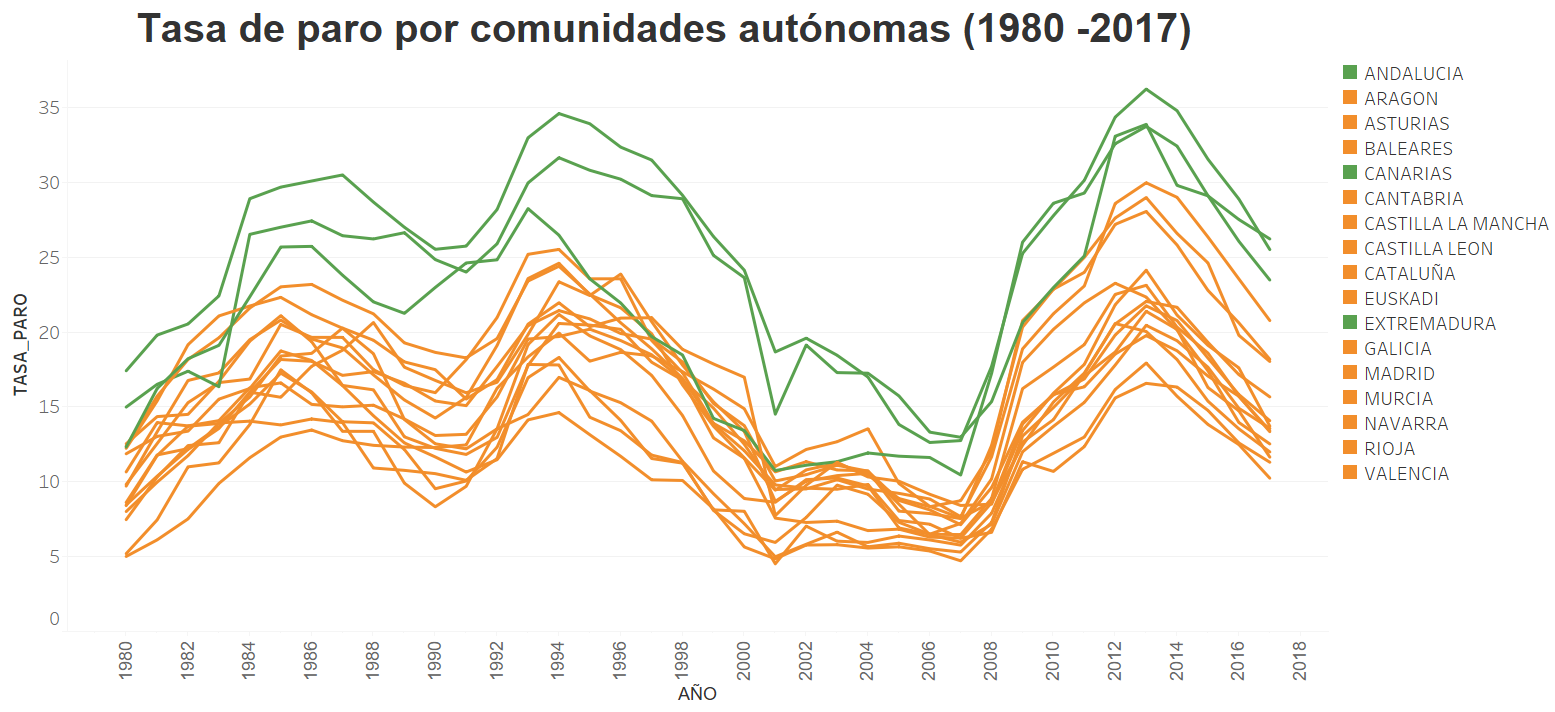 Tasa de paro por comunidades autónomas (1980 -2017)
ANDALUCIA
ARAGON
ASTURIAS
BALEARES
CANARIAS
CANTABRIA
CASTILLA LA MANCHA
CASTILLA LEON
CATALUÑA
EUSKADI
EXTREMADURA
GALICIA
MADRID
MURCIA
NAVARRA
RIOJA
VALENCIA
TASA_PARO
35
30
25
20
15
10
5
0
1980 1982 1984 1986 1988 1990 1992 1994 1996 1998 2000 2002 2004 2006 2008 2010 2012 2014 2016 2018
AÑO